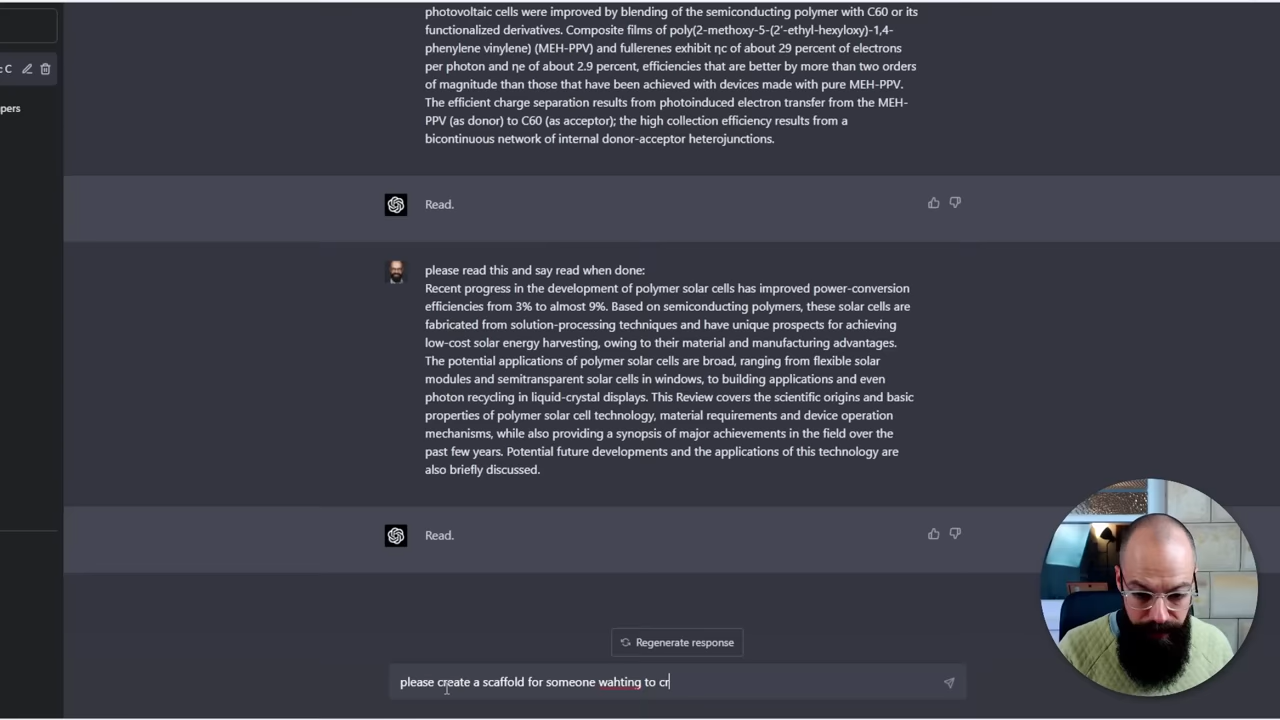 photovoltaic cells were improved by blending of the semiconducting polymer with C60 or its
functionalized derivatives. Composite films of poly(2-methoxy-5-(2'-ethyl-hexyloxy)-1,4-
phenylene vinylene) (MEH-PPV) and fullerenes exhibit ηc of about 29 percent of electrons
per photon and ηe of about 2.9 percent, efficiencies that are better by more than two orders
of magnitude than those that have been achieved with devices made with pure MEH-PPV.
The efficient charge separation results from photoinduced electron transfer from the MEH-
PPV (as donor) to C60 (as acceptor); the high collection efficiency results from a
bicontinuous network of internal donor-acceptor heterojunctions.
: C
pers
Read.
please read this and say read when done:
Recent progress in the development of polymer solar cells has improved power-conversion
efficiencies from 3% to almost 9%. Based on semiconducting polymers, these solar cells are
fabricated from solution-processing techniques and have unique prospects for achieving
low-cost solar energy harvesting, owing to their material and manufacturing advantages.
The potential applications of polymer solar cells are broad, ranging from flexible solar
modules and semitransparent solar cells in windows, to building applications and even
photon recycling in liquid-crystal displays. This Review covers the scientific origins and basic
properties of polymer solar cell technology, material requirements and device operation
mechanisms, while also providing a synopsis of major achievements in the field over the
past few years. Potential future developments and the applications of this technology are
also briefly discussed.
Read.
Regenerate response
please create a scaffold for someone wahting to cr